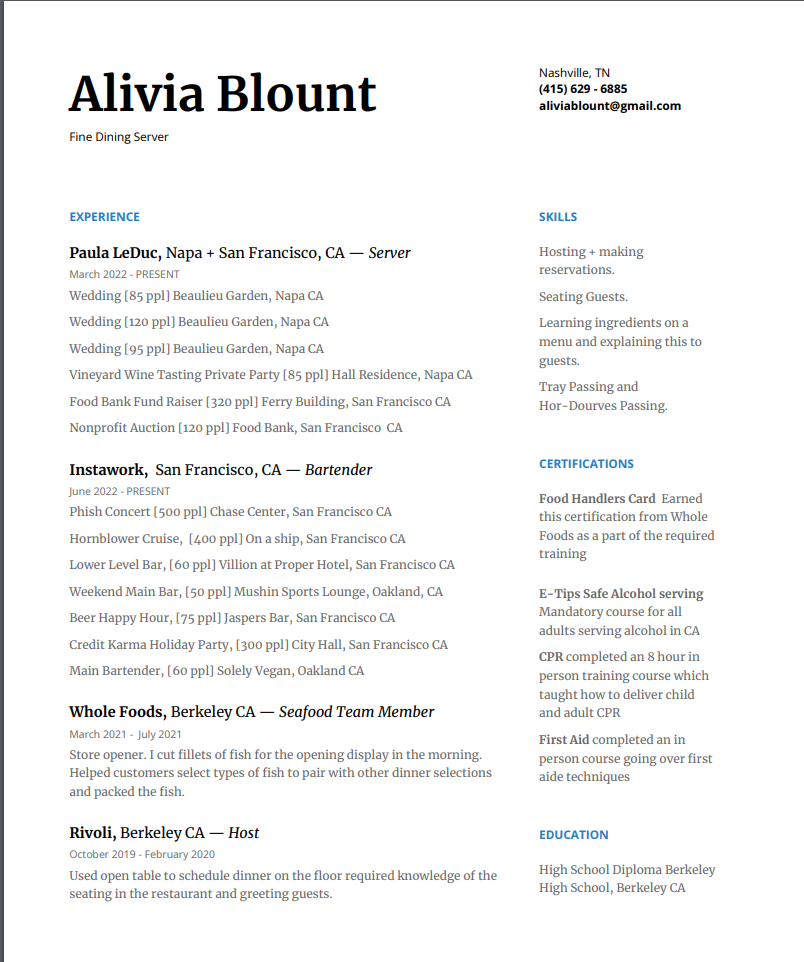 Alivia Blount
Fine Dining Server
Nashville, TN
(415) 629 - 6885
aliviablount@gmail.com
EXPERIENCE
Paula LeDuc, Napa + San Francisco, CA — Server
March 2022 - PRESENT
Wedding [85 ppl] Beaulieu Garden, Napa CA
Wedding [120 ppl] Beaulieu Garden, Napa CA
Wedding [95 ppl] Beaulieu Garden, Napa CA
Vineyard Wine Tasting Private Party [85 ppl] Hall Residence, Napa CA
Food Bank Fund Raiser [320 ppl] Ferry Building, San Francisco CA
Nonprofit Auction [120 ppl] Food Bank, San Francisco  CA
Instawork,  San Francisco, CA — Bartender
June 2022 - PRESENT
Phish Concert [500 ppl] Chase Center, San Francisco CA
Hornblower Cruise,  [400 ppl] On a ship, San Francisco CA
Lower Level Bar, [60 ppl] Villion at Proper Hotel, San Francisco CA
Weekend Main Bar, [50 ppl] Mushin Sports Lounge, Oakland, CA
Beer Happy Hour, [75 ppl] Jaspers Bar, San Francisco CA
Credit Karma Holiday Party, [300 ppl] City Hall, San Francisco CA
Main Bartender, [60 ppl] Solely Vegan, Oakland CA
Whole Foods, Berkeley CA — Seafood Team Member
March 2021 -  July 2021
Store opener. I cut fillets of fish for the opening display in the morning.
Helped customers select types of fish to pair with other dinner selections
and packed the fish.
Rivoli, Berkeley CA — Host
October 2019 - February 2020
Used open table to schedule dinner on the floor required knowledge of the
seating in the restaurant and greeting guests.
SKILLS
Hosting + making
reservations.
Seating Guests.
Learning ingredients on a
menu and explaining this to
guests.
Tray Passing and
Hor-Dourves Passing.
CERTIFICATIONS
Food Handlers Card  Earned
this certification from Whole
Foods as a part of the required
training
E-Tips Safe Alcohol serving
Mandatory course for all
adults serving alcohol in CA
CPR completed an 8 hour in
person training course which
taught how to deliver child
and adult CPR
First Aid completed an in
person course going over first
aide techniques
EDUCATION
High School Diploma Berkeley
High School, Berkeley CA